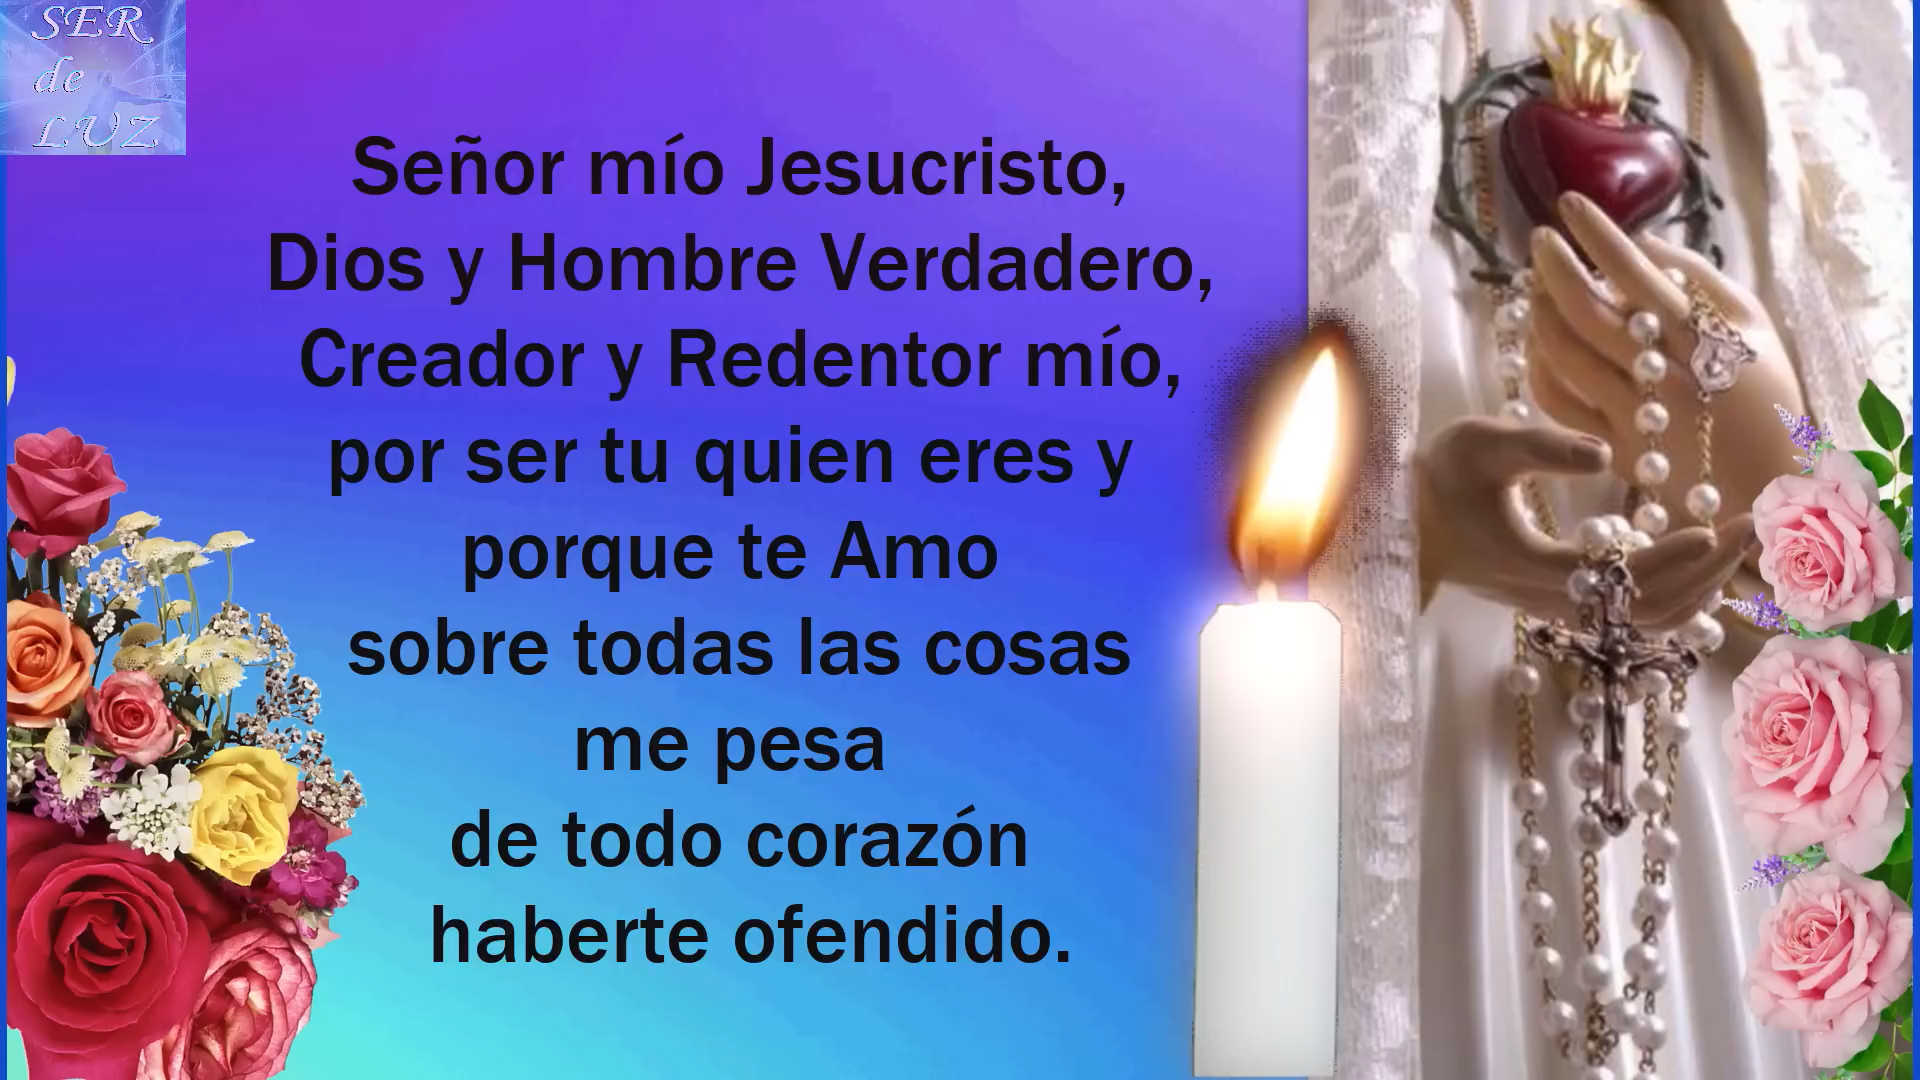 SER
de
LUZ
Señor mío Jesucristo,
Dios y Hombre Verdadero,
Creador y Redentor mío,
por ser tu quien eres y
porque te Amo
sobre todas las cosas
me pesa
de todo corazón
haberte ofendido.